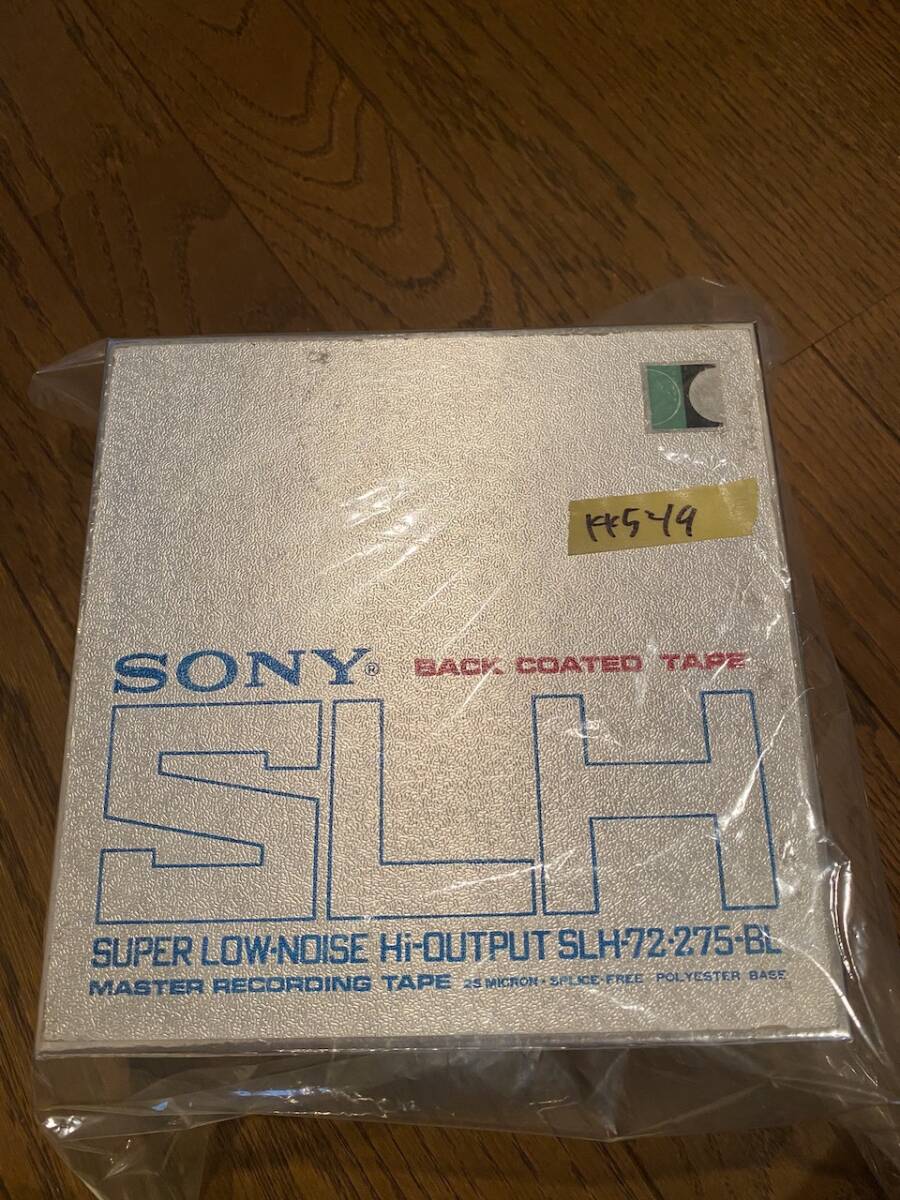 KK549
SONY® BACK COATED TAPE
SLH
SUPER LOW-NOISE Hi-OUTPUT SLH-72·275-BL
MASTER RECORDING TAPE 25 MICRON · SPLICE-FREE POLYESTER BASE